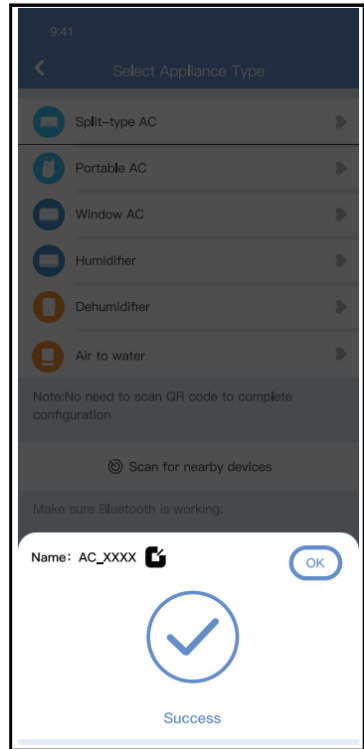 9:41
Select Appliance Type
Split-type AC
Portable AC
Window AC
Humidifier
Dehumidifier
Air to water
Note:No need to scan QR code to complete
configuration
Scan for nearby devices
Make sure Bluetooth is working.
Name: AC_XXXX
OK
Success